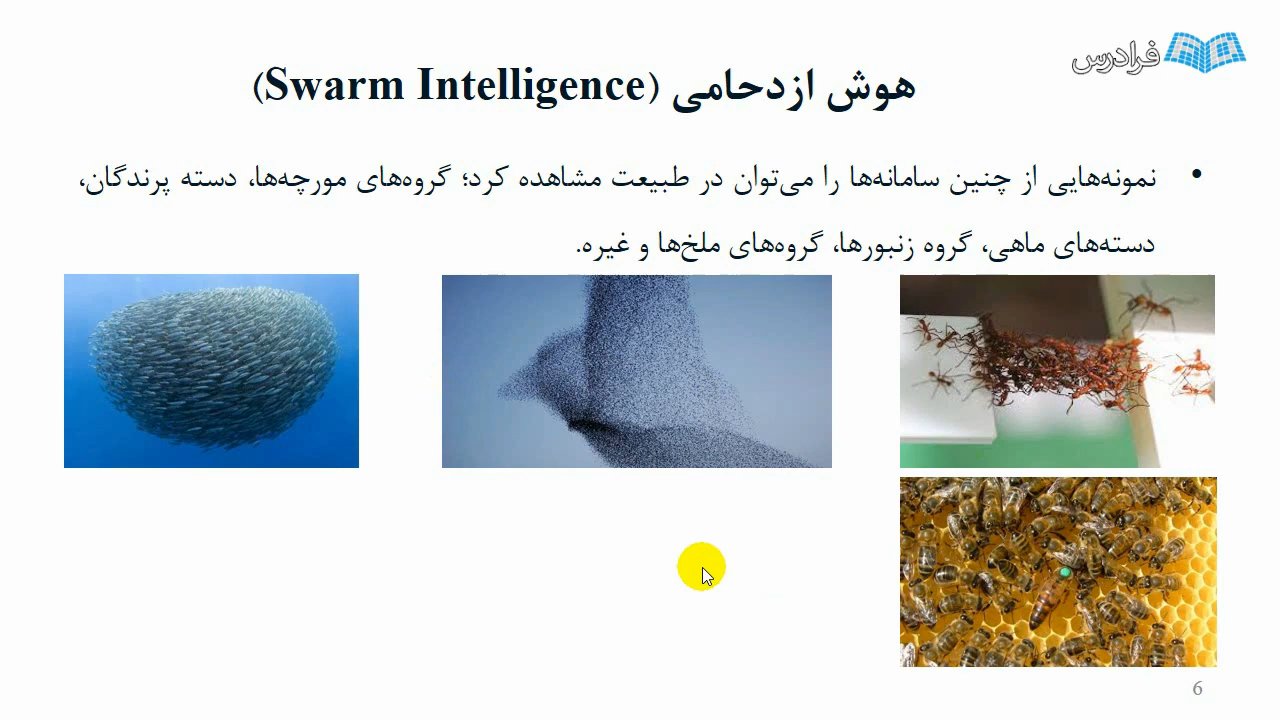 فرادرس
هوش ازدحامی (Swarm Intelligence)
• نمونه‌هایی از چنین سامانه‌ها را می‌توان در طبیعت مشاهده کرد؛ گروه‌های مورچه‌ها، دسته پرندگان،
دسته‌های ماهی، گروه زنبورها، گروه‌های ملخ‌ها و غیره.
6